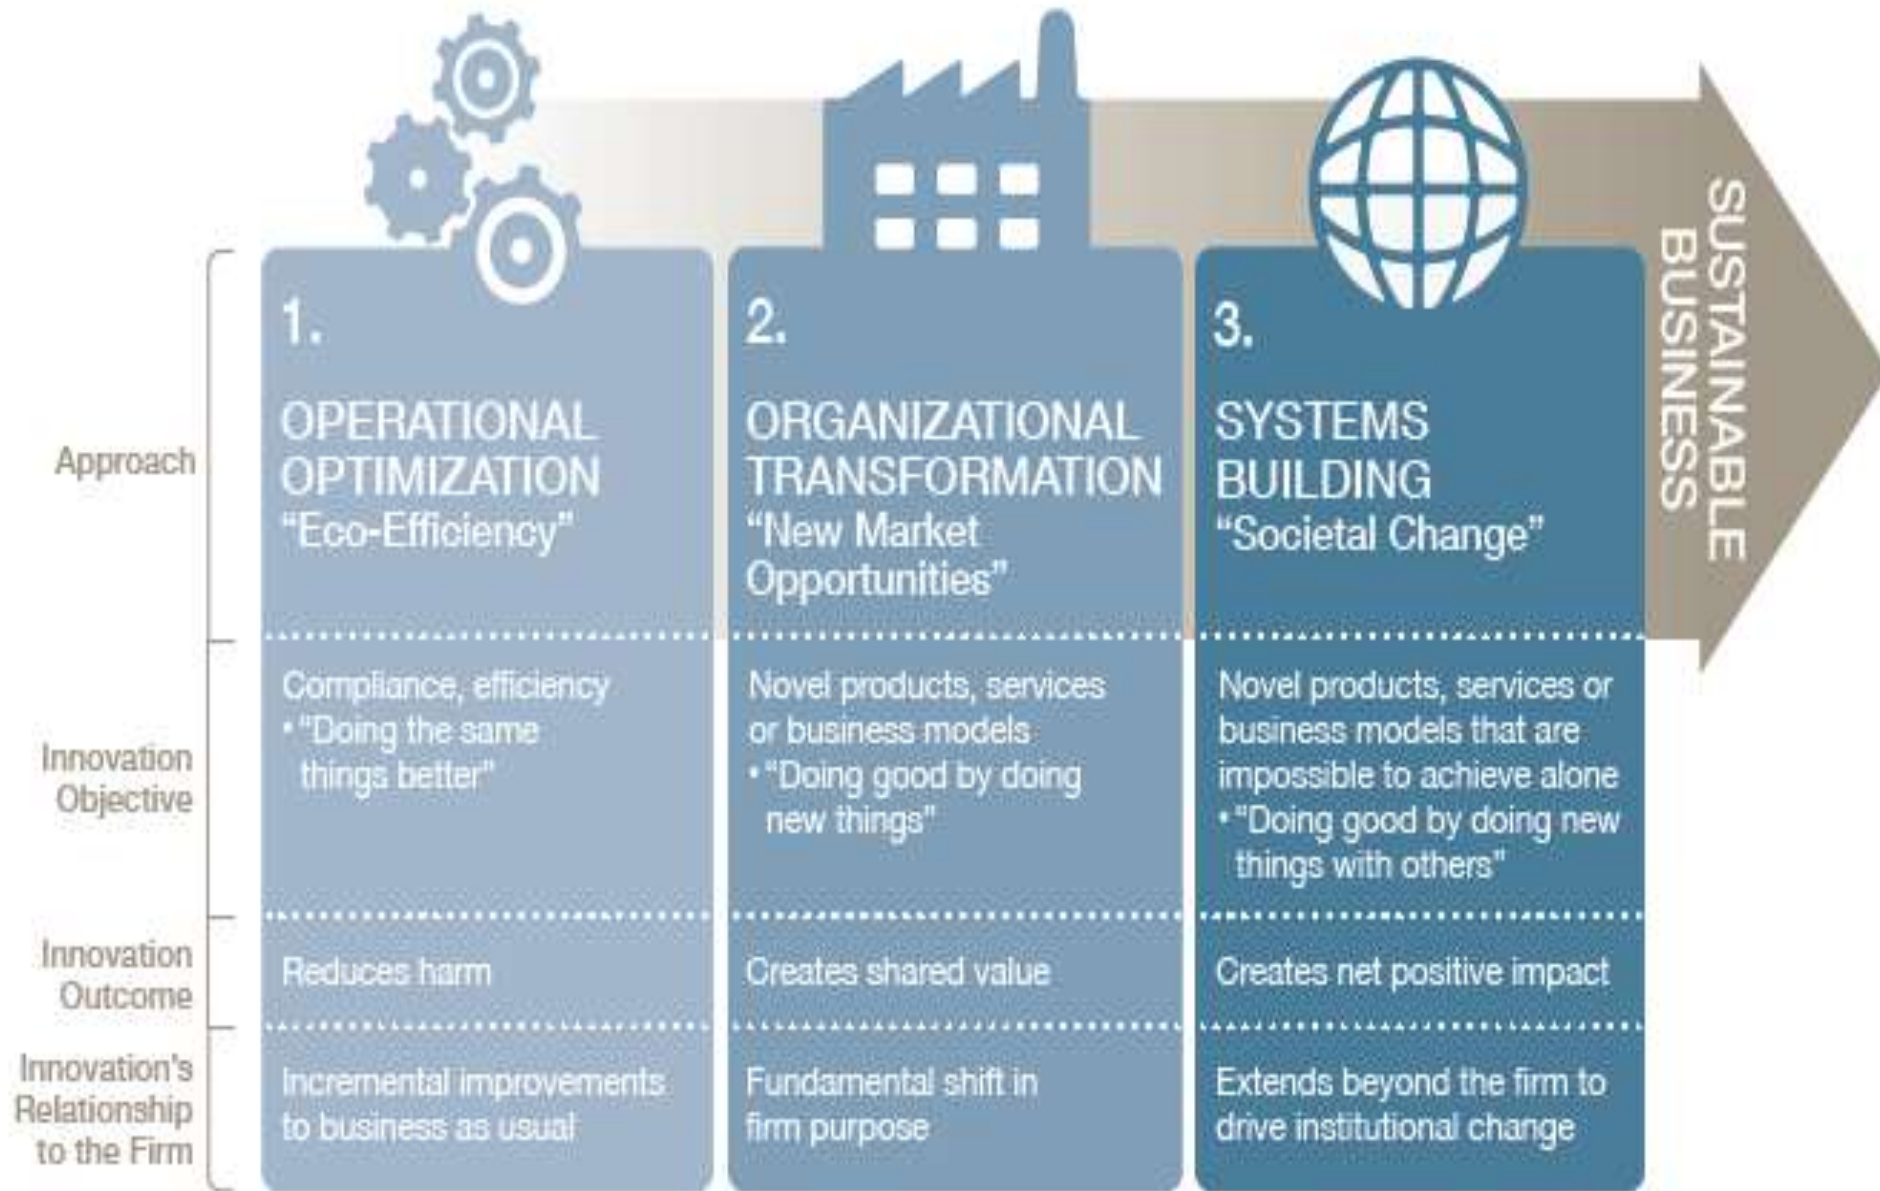 SUSTAINABLE
BUSINESS
Approach
1.
OPERATIONAL
OPTIMIZATION
“Eco-Efficiency”
2.
ORGANIZATIONAL
TRANSFORMATION
“New Market
Opportunities”
3.
SYSTEMS
BUILDING
“Societal Change”
Innovation
Objective
Compliance, efficiency
• “Doing the same
things better”
Novel products, services
or business models
• “Doing good by doing
new things”
Novel products, services or
business models that are
impossible to achieve alone
• “Doing good by doing new
things with others”
Innovation
Outcome
Reduces harm
Creates shared value
Creates net positive impact
Innovation's
Relationship
to the Firm
Incremental improvements
to business as usual
Fundamental shift in
firm purpose
Extends beyond the firm to
drive institutional change